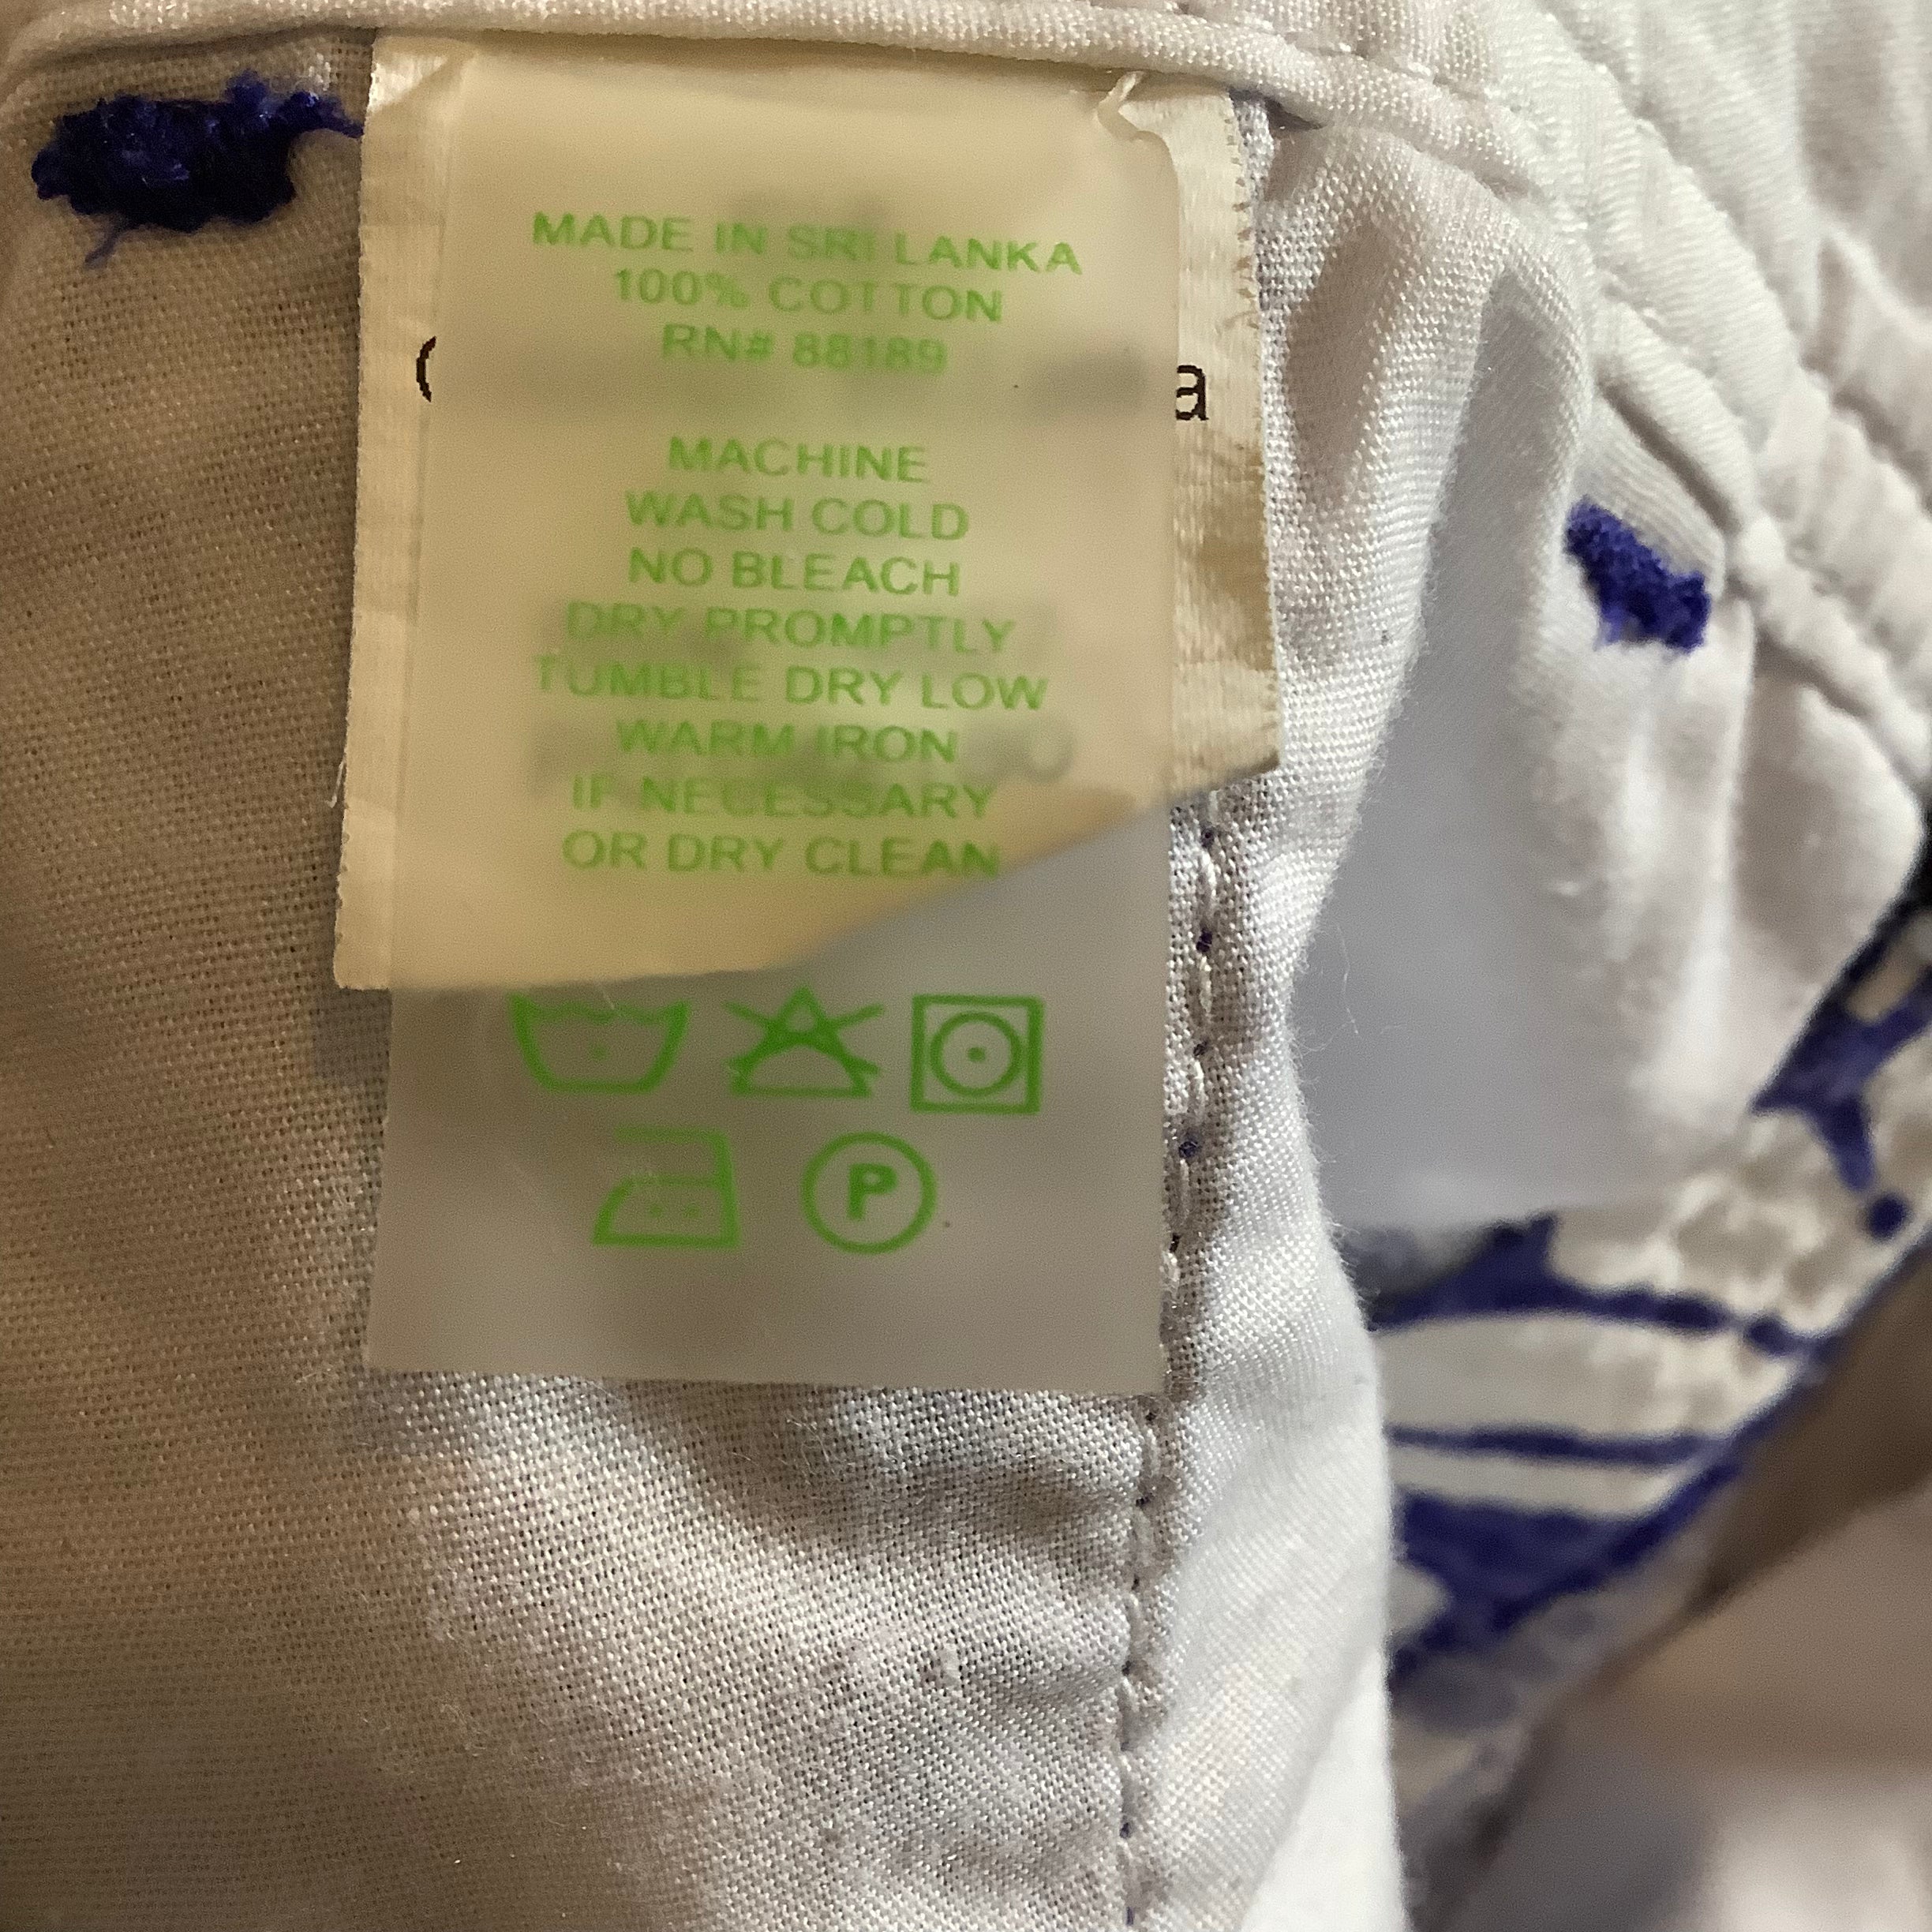 MADE IN SRI LANKA
100% COTTON
RN# 88189
a
MACHINE
WASH COLD
NO BLEACH
DRY PROMPTLY
TUMBLE DRY LOW
WARM IRON
IF NECESSARY
OR DRY CLEAN
P